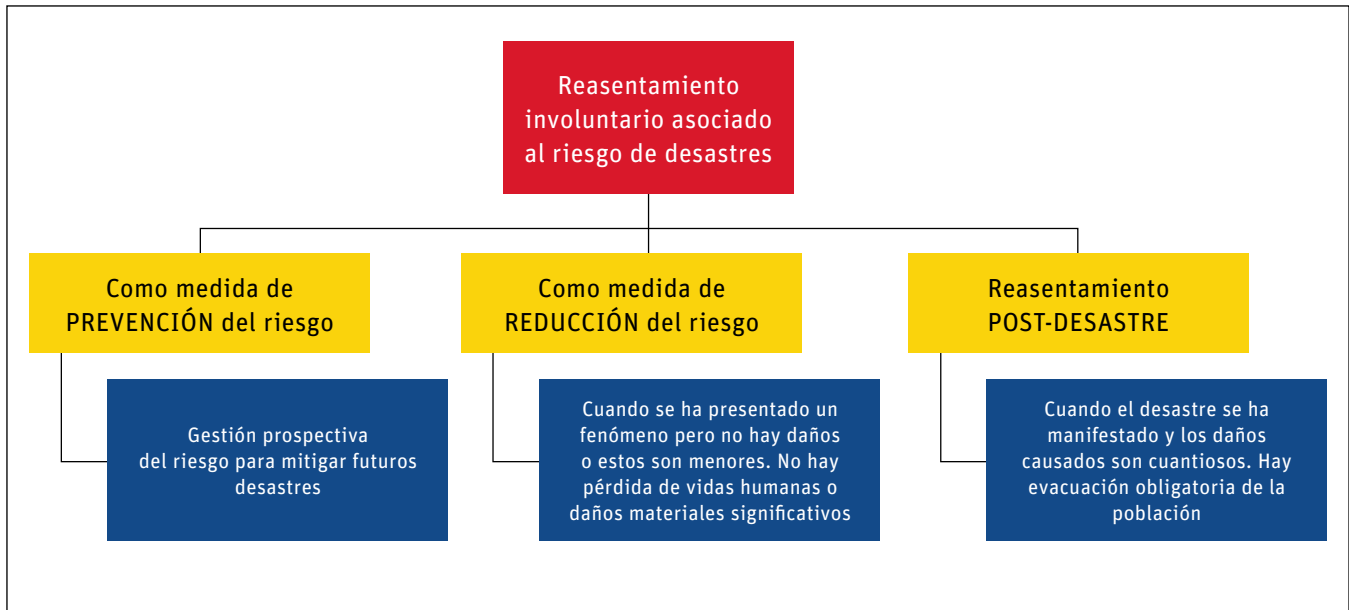 Reasentamiento
involuntario asociado
al riesgo de desastres
Como medida de
PREVENCIÓN del riesgo
Gestión prospectiva
del riesgo para mitigar futuros
desastres
Como medida de
REDUCCIÓN del riesgo
Cuando se ha presentado un
fenómeno pero no hay daños
o estos son menores. No hay
pérdida de vidas humanas o
daños materiales significativos
Reasentamiento
POST-DESASTRE
Cuando el desastre se ha
manifestado y los daños
causados son cuantiosos. Hay
evacuación obligatoria de la
población